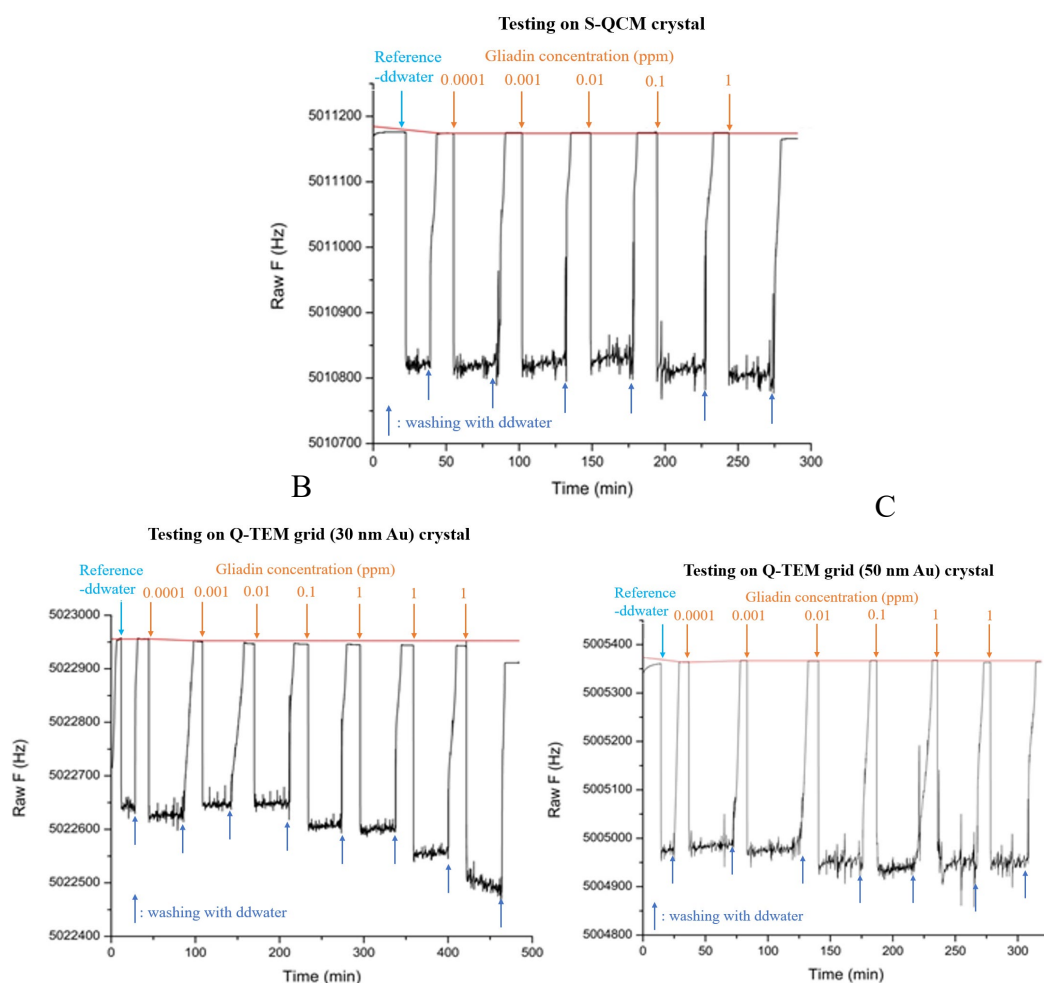 Testing on S-QCM crystal
Reference
-ddwater
Gliadin concentration (ppm)
0.0001 0.001 0.01 0.1 1
5011200
5011100
5011000
5010900
5010800
5010700
Raw F (Hz)
: washing with ddwater
0 50 100 150 200 250 300
Time (min)
B
Testing on Q-TEM grid (30 nm Au) crystal
Reference
-ddwater
Gliadin concentration (ppm)
0.0001 0.001 0.01 0.1 1 1 1
5023000
5022900
5022800
5022700
5022600
5022500
5022400
Raw F (Hz)
: washing with ddwater
0 100 200 300 400 500
Time (min)
C
Testing on Q-TEM grid (50 nm Au) crystal
Reference
-ddwater
Gliadin concentration (ppm)
0.0001 0.001 0.01 0.1 1 1
5005400
5005300
5005200
5005100
5005000
5004900
5004800
Raw F (Hz)
: washing with ddwater
0 50 100 150 200 250 300
Time (min)